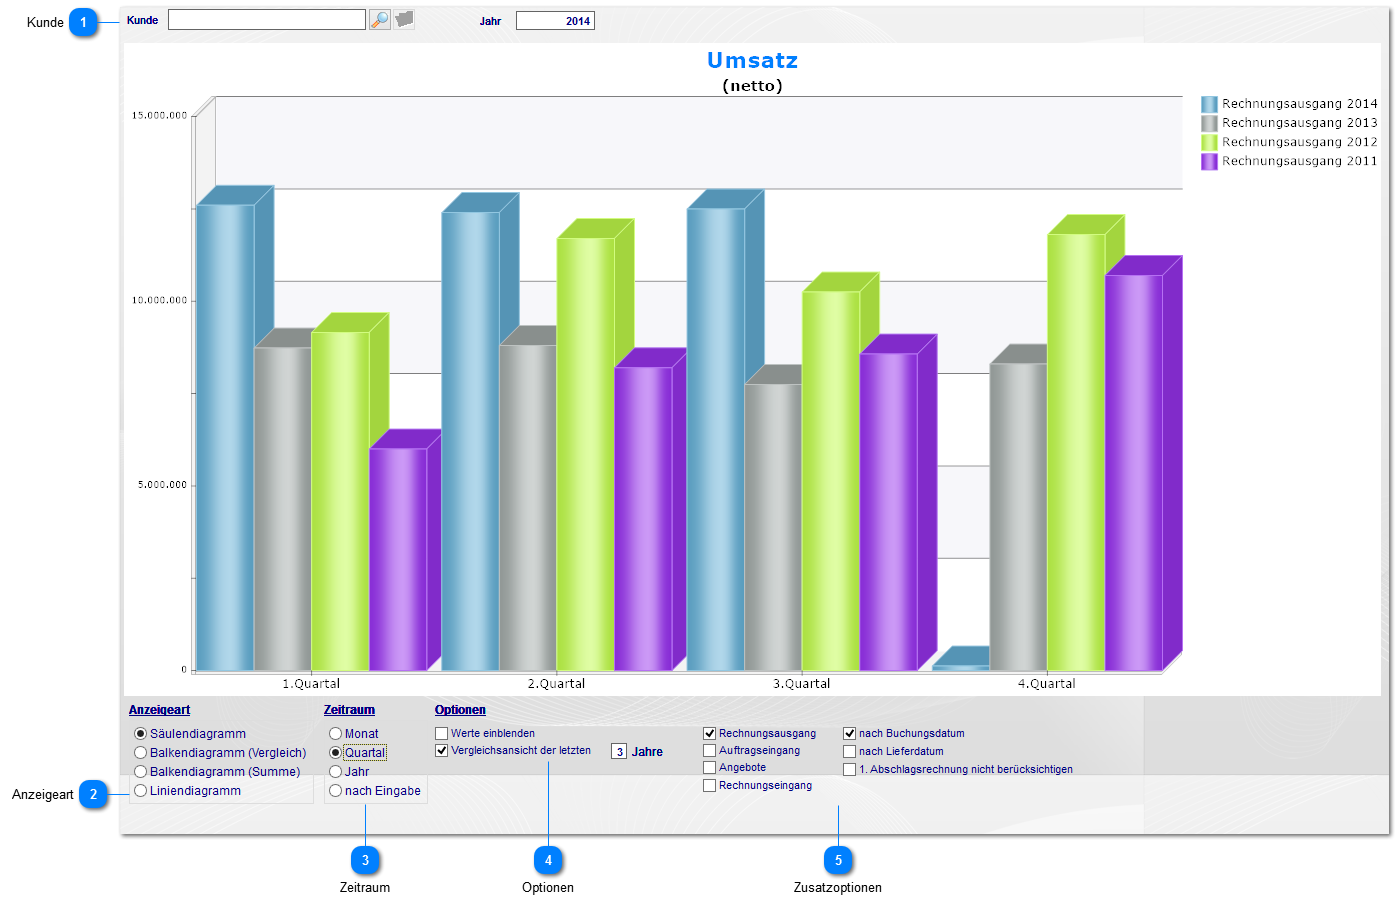 Kunde 1 Kunde Jahr 2014
Umsatz
(netto)
Rechnungsausgang 2014
Rechnungsausgang 2013
Rechnungsausgang 2012
Rechnungsausgang 2011
15.000.000
10.000.000
5.000.000
0
1.Quartal 2.Quartal 3.Quartal 4.Quartal
Anzeigeart
Säulendiagramm
Balkendiagramm (Vergleich)
Balkendiagramm (Summe)
Liniendiagramm
Zeitraum
Monat
Quartal
Jahr
nach Eingabe
Optionen
Werte einblenden
Vergleichsansicht der letzten 3 Jahre
Rechnungsausgang
Auftragseingang
Angebote
Rechnungseingang
nach Buchungsdatum
nach Lieferdatum
1. Abschlagsrechnung nicht berücksichtigen
Anzeigeart 2
3
Zeitraum
4
Optionen
5
Zusatzoptionen